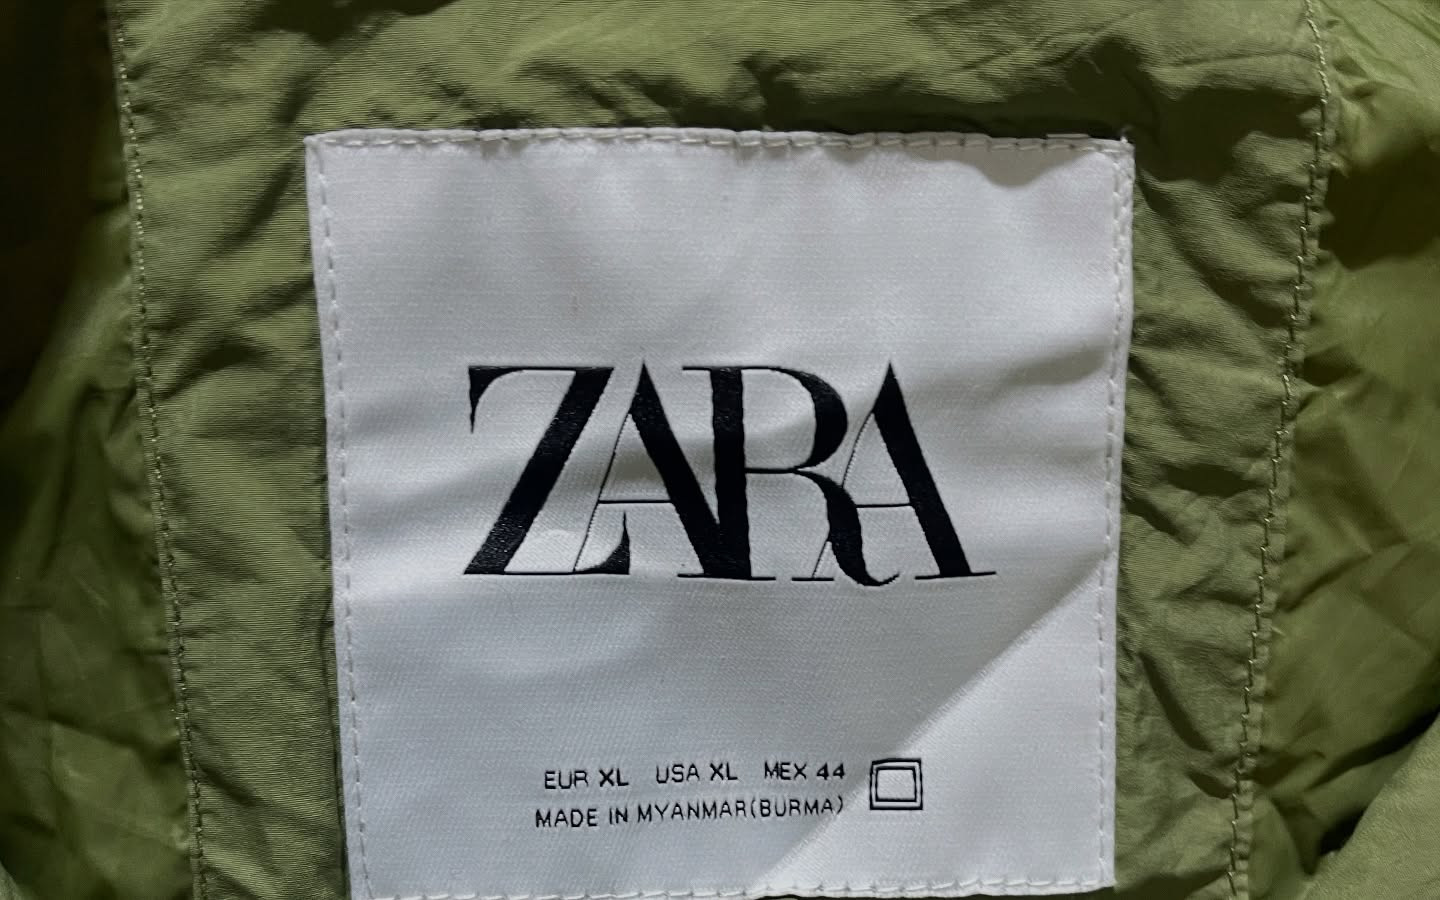 ZARA
EUR XL USA XL MEX 44
MADE IN MYANMAR(BURMA)